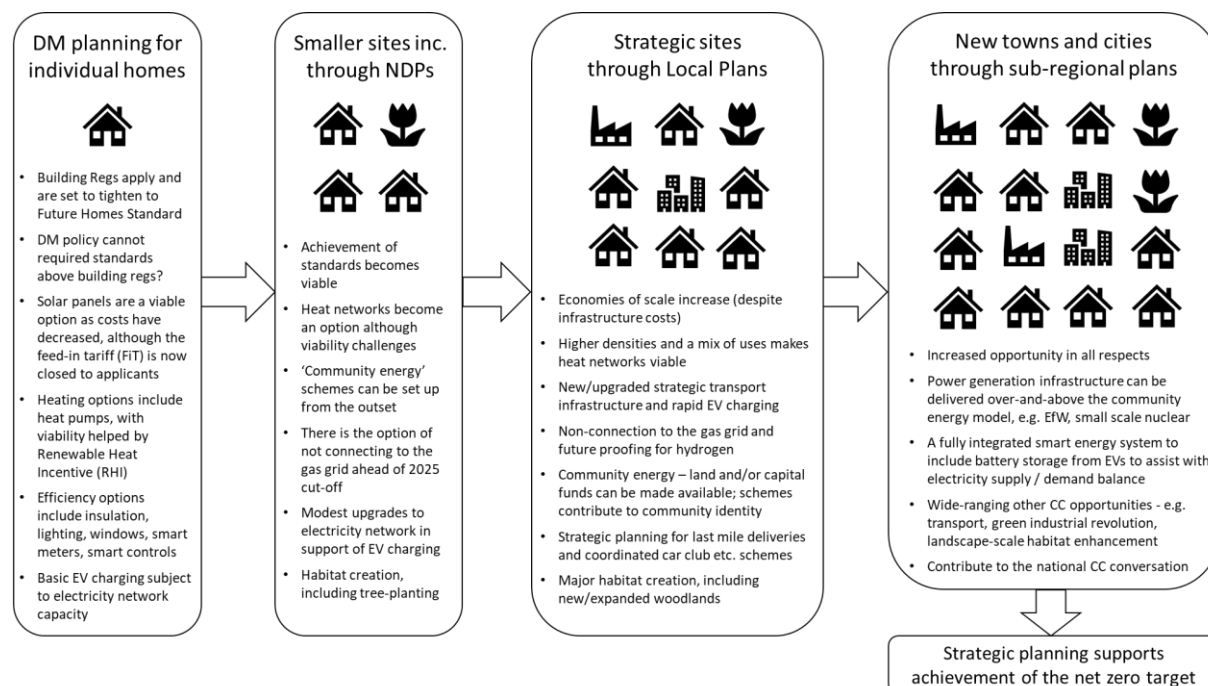 DM planning for
individual homes
• Building Regs apply and
are set to tighten to
Future Homes Standard
• DM policy cannot
required standards
above building regs?
• Solar panels are a viable
option as costs have
decreased, although the
feed-in tariff (FiT) is now
closed to applicants
• Heating options include
heat pumps, with
viability helped by
Renewable Heat
Incentive (RHI)
• Efficiency options
include insulation,
lighting, windows, smart
meters, smart controls
• Basic EV charging subject
to electricity network
capacity
Smaller sites inc.
through NDPs
• Achievement of
standards becomes
viable
• Heat networks become
an option although
viability challenges
• ‘Community energy’
schemes can be set up
from the outset
• There is the option of
not connecting to the
gas grid ahead of 2025
cut-off
• Modest upgrades to
electricity network in
support of EV charging
• Habitat creation,
including tree-planting
Strategic sites
through Local Plans
• Economies of scale increase (despite
infrastructure costs)
• Higher densities and a mix of uses makes
heat networks viable
• New/upgraded strategic transport
infrastructure and rapid EV charging
• Non-connection to the gas grid and
future proofing for hydrogen
• Community energy – land and/or capital
funds can be made available; schemes
contribute to community identity
• Strategic planning for last mile deliveries
and coordinated car club etc. schemes
• Major habitat creation, including
new/expanded woodlands
New towns and cities
through sub-regional plans
• Increased opportunity in all respects
• Power generation infrastructure can be
delivered over-and-above the community
energy model, e.g. EfW, small scale nuclear
• A fully integrated smart energy system to
include battery storage from EVs to assist with
electricity supply / demand balance
• Wide-ranging other CC opportunities - e.g.
transport, green industrial revolution,
landscape-scale habitat enhancement
• Contribute to the national CC conversation
Strategic planning supports
achievement of the net zero target